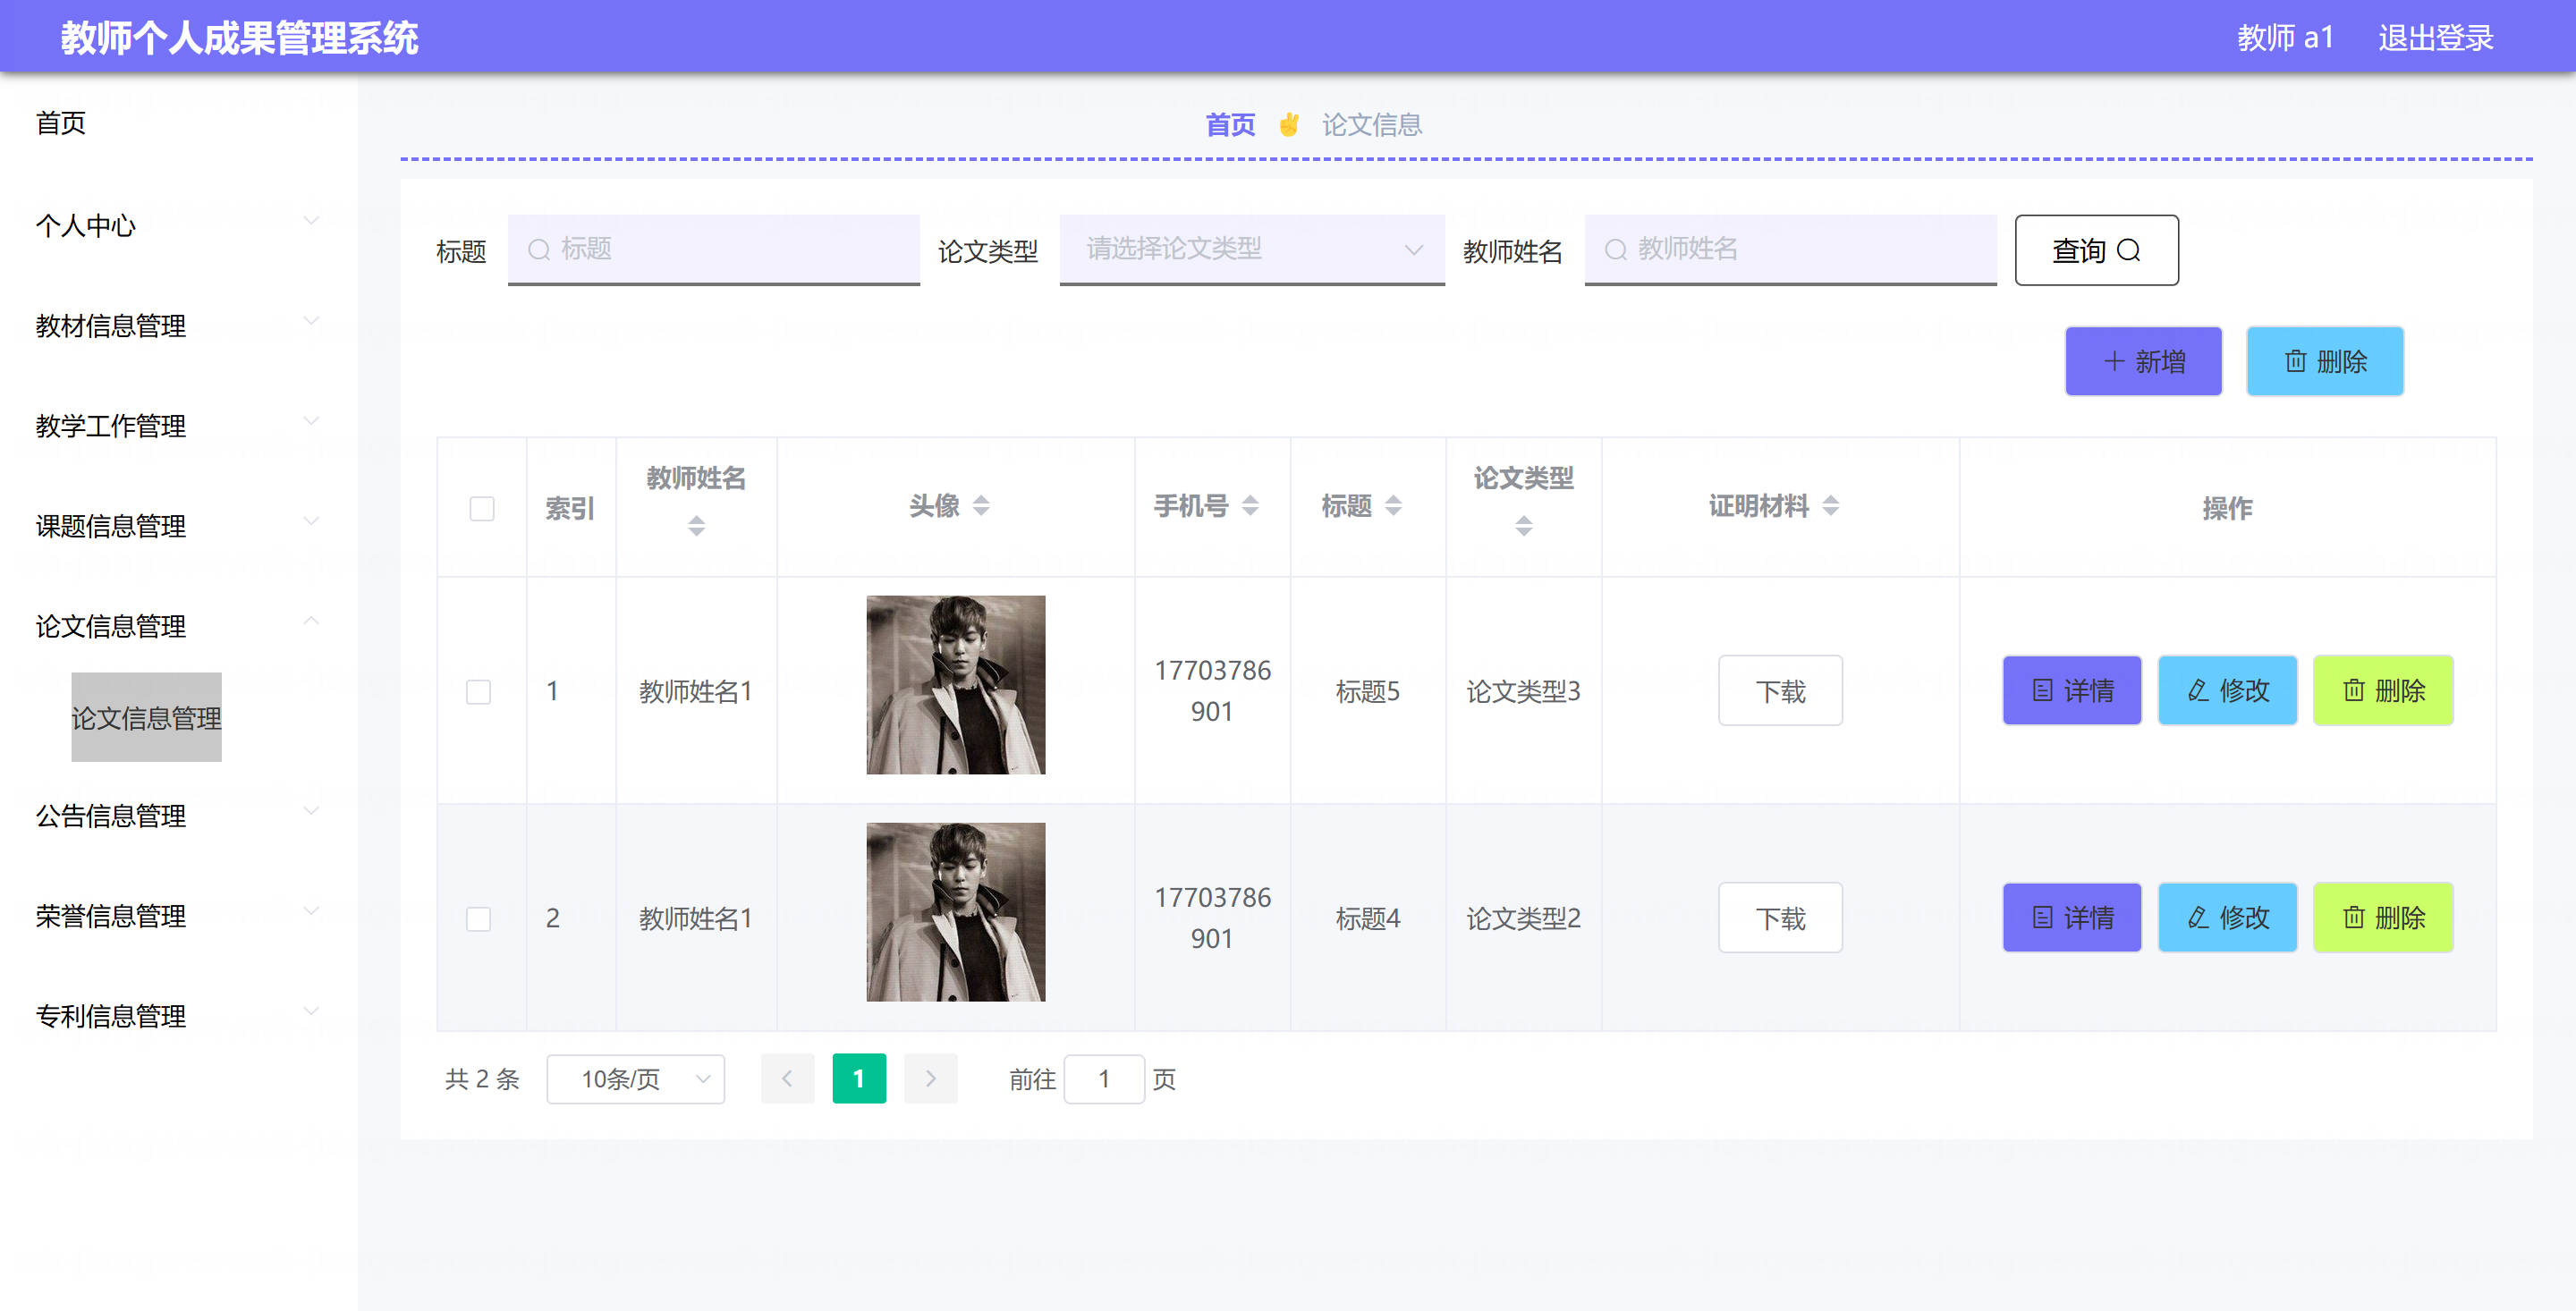 教师个人成果管理系统
教师 a1
退出登录
首页
个人中心
教材信息管理
教学工作管理
课题信息管理
论文信息管理
论文信息管理
公告信息管理
荣誉信息管理
专利信息管理
首页 论文信息
标题 标题 论文类型 请选择论文类型 教师姓名 教师姓名 查询
新增 删除
索引 教师姓名 头像 手机号 标题 论文类型 证明材料 操作
1 教师姓名1 17703786901 标题5 论文类型3 下载 详情 修改 删除
2 教师姓名1 17703786901 标题4 论文类型2 下载 详情 修改 删除
共 2 条 10条/页 1 前往 1 页